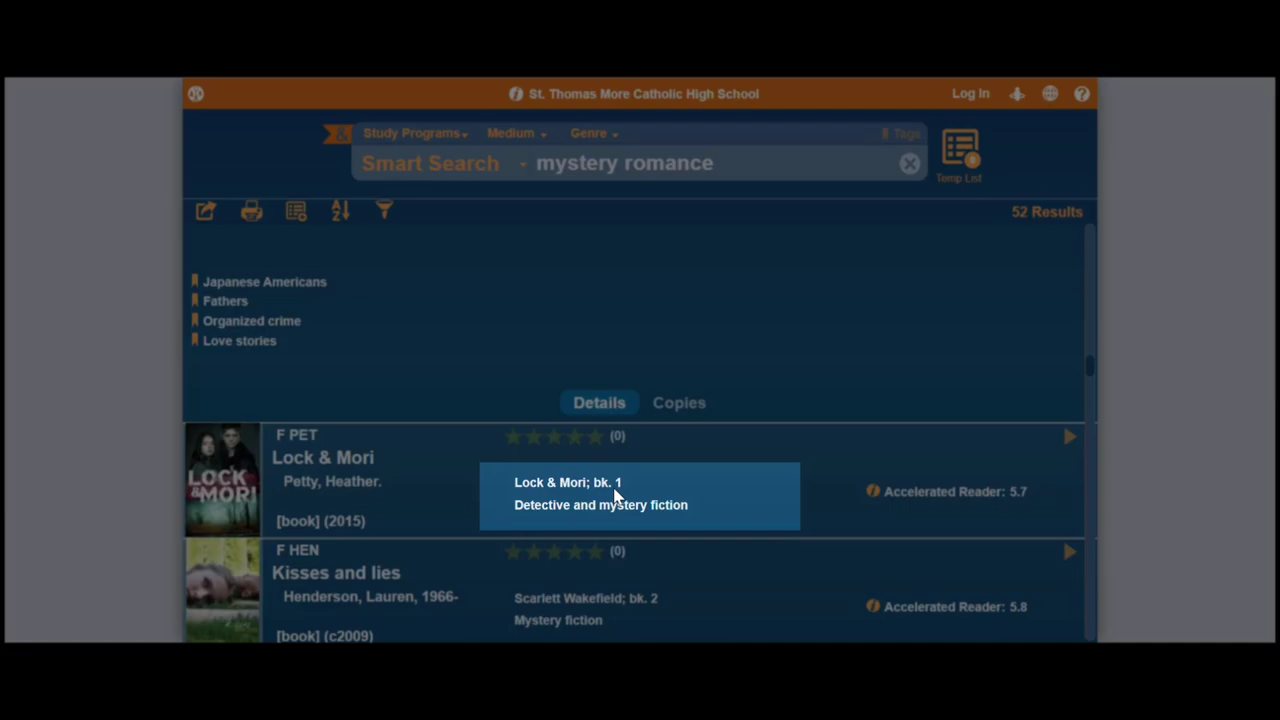 St. Thomas More Catholic High School
Log In
Study Programs
Medium
Genre
Tags
Smart Search
mystery romance
Temp List
52 Results
Japanese Americans
Fathers
Organized crime
Love stories
Details
Copies
F PET
(0)
Lock & Mori
LOCK
&MORI
Petty, Heather.
Lock & Mori; bk. 1
Accelerated Reader: 5.7
Detective and mystery fiction
[book] (2015)
F HEN
(0)
Kisses and lies
Henderson, Lauren, 1966-
Scarlett Wakefield; bk. 2
Accelerated Reader: 5.8
Mystery fiction
[book] (c2009)